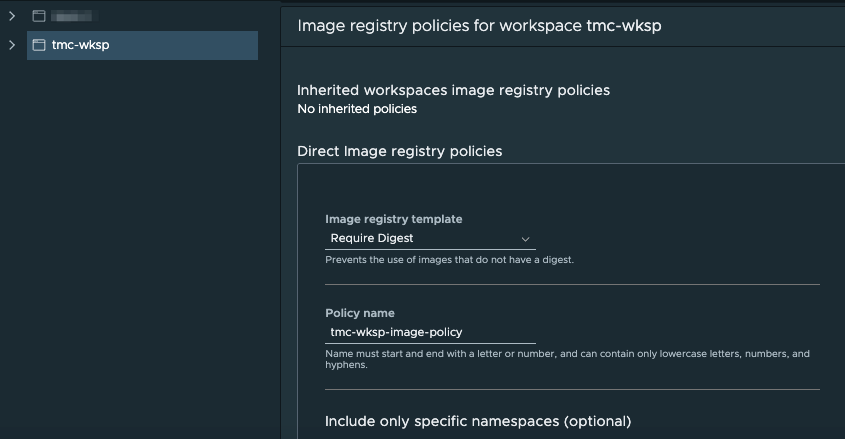 tmc-wksp
Image registry policies for workspace tmc-wksp
Inherited workspaces image registry policies
No inherited policies
Direct Image registry policies
Image registry template
Require Digest
Prevents the use of images that do not have a digest.
Policy name
tmc-wksp-image-policy
Name must start and end with a letter or number, and can contain only lowercase letters, numbers, and
hyphens.
Include only specific namespaces (optional)